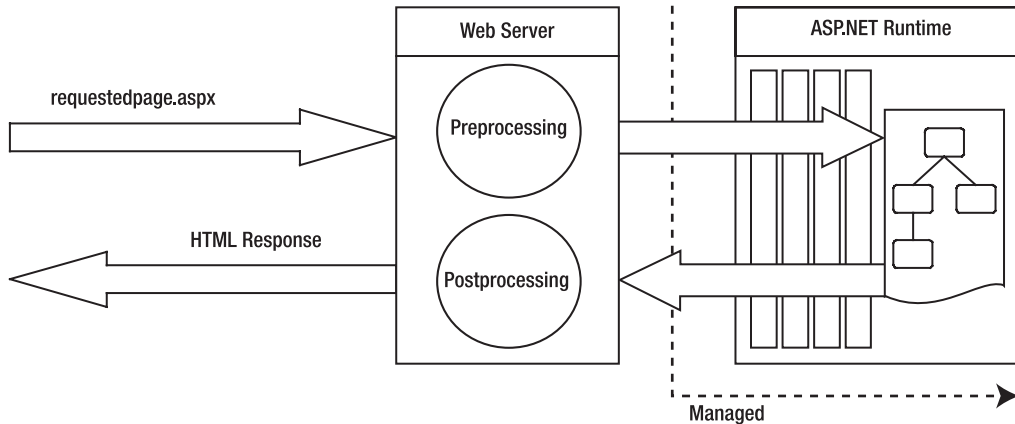 Web Server
ASP.NET Runtime
requestedpage.aspx
Preprocessing
HTML Response
Postprocessing
Managed